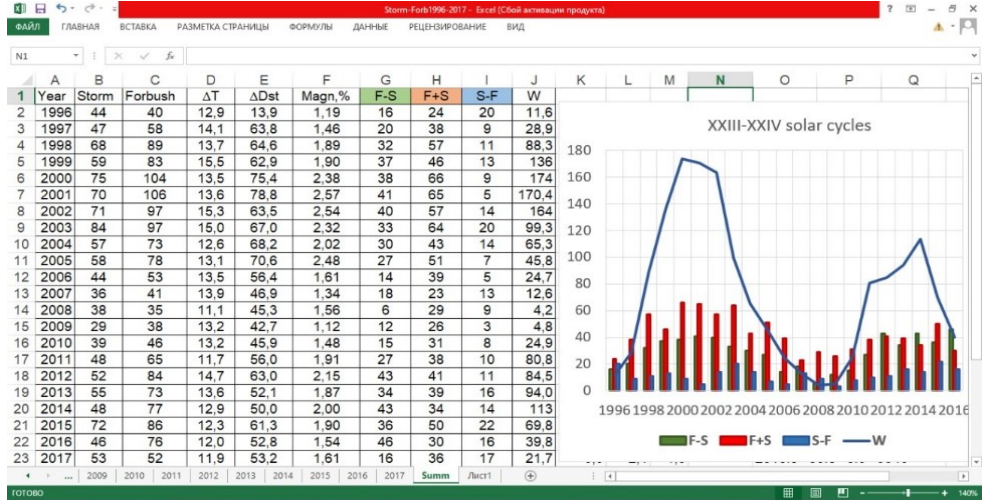 Storm-Forb1996-2017 - Excel (Сбой активации продукта)
ФАЙЛ ГЛАВНАЯ ВСТАВКА РАЗМЕТКА СТРАНИЦЫ ФОРМУЛЫ ДАННЫЕ РЕЦЕНЗИРОВАНИЕ ВИД
N1 fx
A B C D E F G H I J K L M N O P Q
1 Year Storm Forbush ΔT ΔDst Magn,% F-S F+S S-F W
2 1996 44 40 12,9 13,9 1,19 16 24 20 11,6
3 1997 47 58 14,1 63,8 1,46 20 38 9 28,9
4 1998 68 89 13,7 64,6 1,89 32 57 11 88,3
5 1999 59 83 15,5 62,9 1,90 37 46 13 136
6 2000 75 104 13,5 75,4 2,38 38 66 9 174
7 2001 70 106 13,6 78,8 2,57 41 65 5 170,4
8 2002 71 97 15,3 63,5 2,54 40 57 14 164
9 2003 84 97 15,0 67,0 2,32 33 64 20 99,3
10 2004 57 73 12,6 68,2 2,02 30 43 14 65,3
11 2005 58 78 13,1 70,6 2,48 27 51 7 45,8
12 2006 44 53 13,5 56,4 1,61 14 39 5 24,7
13 2007 36 41 13,9 46,9 1,34 18 23 13 12,6
14 2008 38 35 11,1 45,3 1,56 6 29 9 4,2
15 2009 29 38 13,2 42,7 1,12 12 26 3 4,8
16 2010 39 46 13,2 45,9 1,48 15 31 8 24,9
17 2011 48 65 11,7 56,0 1,91 27 38 10 80,8
18 2012 52 84 14,7 63,0 2,15 43 41 11 84,5
19 2013 55 73 13,6 52,1 1,87 34 39 16 94,0
20 2014 48 77 12,9 50,0 2,00 43 34 14 113
21 2015 72 86 12,3 61,3 1,90 36 50 22 69,8
22 2016 46 76 12,0 52,8 1,54 46 30 16 39,8
23 2017 53 52 11,9 53,2 1,61 16 36 17 21,7
XXIII-XXIV solar cycles
180
160
140
120
100
80
60
40
20
0
1996 1998 2000 2002 2004 2006 2008 2010 2012 2014 2016
F-S F+S S-F W
... 2009 2010 2011 2012 2013 2014 2015 2016 2017 Summ Лист1
ГОТОВО 140%